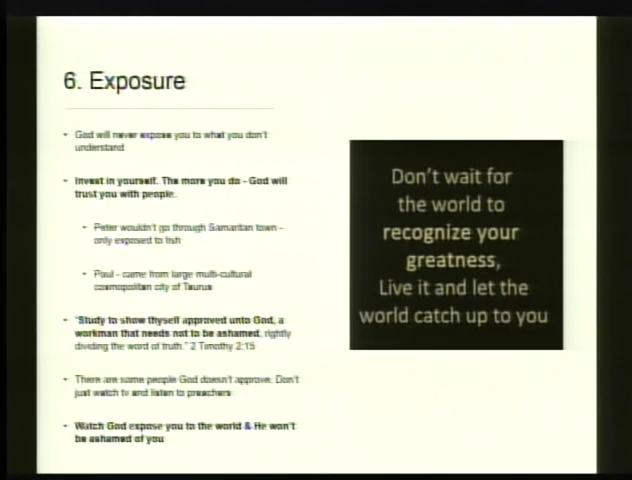 6. Exposure
God will never expose you to what you don't
understand
Invest in yourself. The more you do - God will
trust you with people.
Peter wouldn't go through Samaritan town -
only exposed to fish
Paul - came from large multi-cultural
cosmopolitan city of Taurus
"Study to show thyself approved unto God, a
workman that needs not to be ashamed, rightly
dividing the word of truth." 2 Timothy 2:15
There are some people God doesn't approve. Don't
just watch tv and listen to preachers
Watch God expose you to the world & He won't
be ashamed of you
Don't wait for
the world to
recognize your
greatness,
Live it and let the
world catch up to you